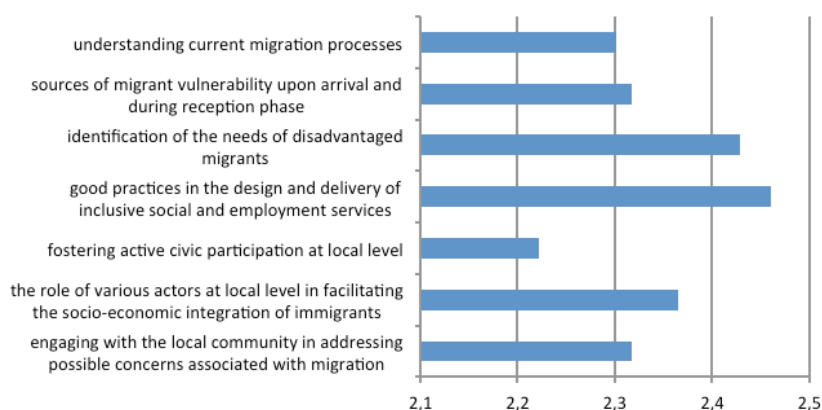 understanding current migration processes
sources of migrant vulnerability upon arrival and
during reception phase
identification of the needs of disadvantaged
migrants
good practices in the design and delivery of
inclusive social and employment services
fostering active civic participation at local level
the role of various actors at local level in facilitating
the socio-economic integration of immigrants
engaging with the local community in addressing
possible concerns associated with migration
2,1 2,2 2,3 2,4 2,5